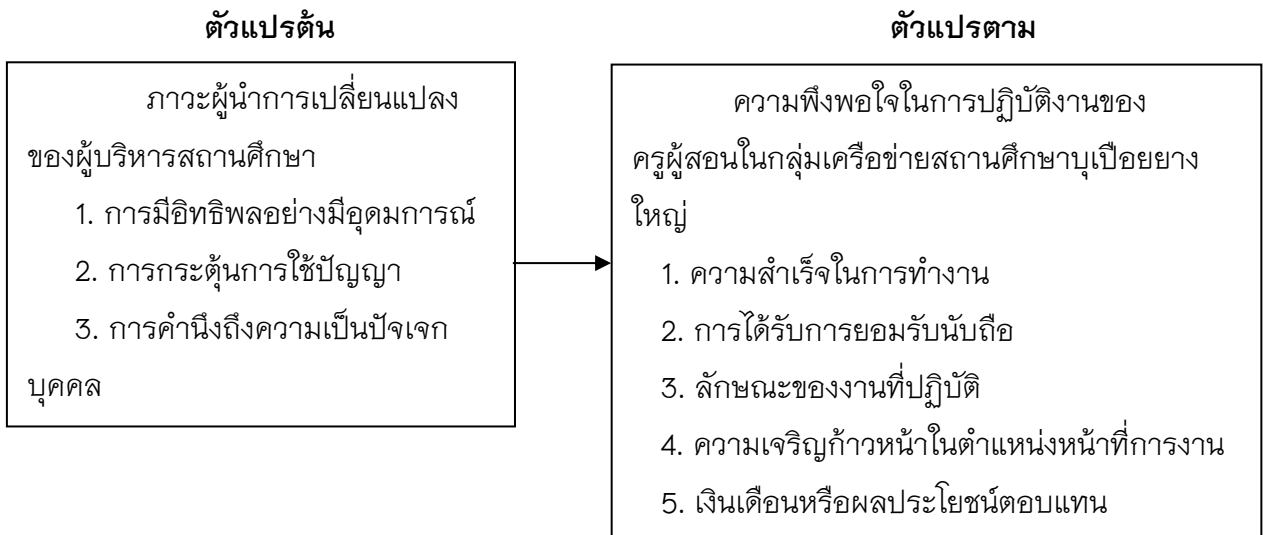 ตัวแปรต้น
ภาวะผู้นำการเปลี่ยนแปลง
ของผู้บริหารสถานศึกษา
1. การมีอิทธิพลอย่างมีอุดมการณ์
2. การกระตุ้นการใช้ปัญญา
3. การคำนึงถึงความเป็นปัจเจก
บุคคล
ตัวแปรตาม
ความพึงพอใจในการปฏิบัติงานของ
ครูผู้สอนในกลุ่มเครือข่ายสถานศึกษาบุเปือยยาง
ใหญ่
1. ความสำเร็จในการทำงาน
2. การได้รับการยอมรับนับถือ
3. ลักษณะของงานที่ปฏิบัติ
4. ความเจริญก้าวหน้าในตำแหน่งหน้าที่การงาน
5. เงินเดือนหรือผลประโยชน์ตอบแทน